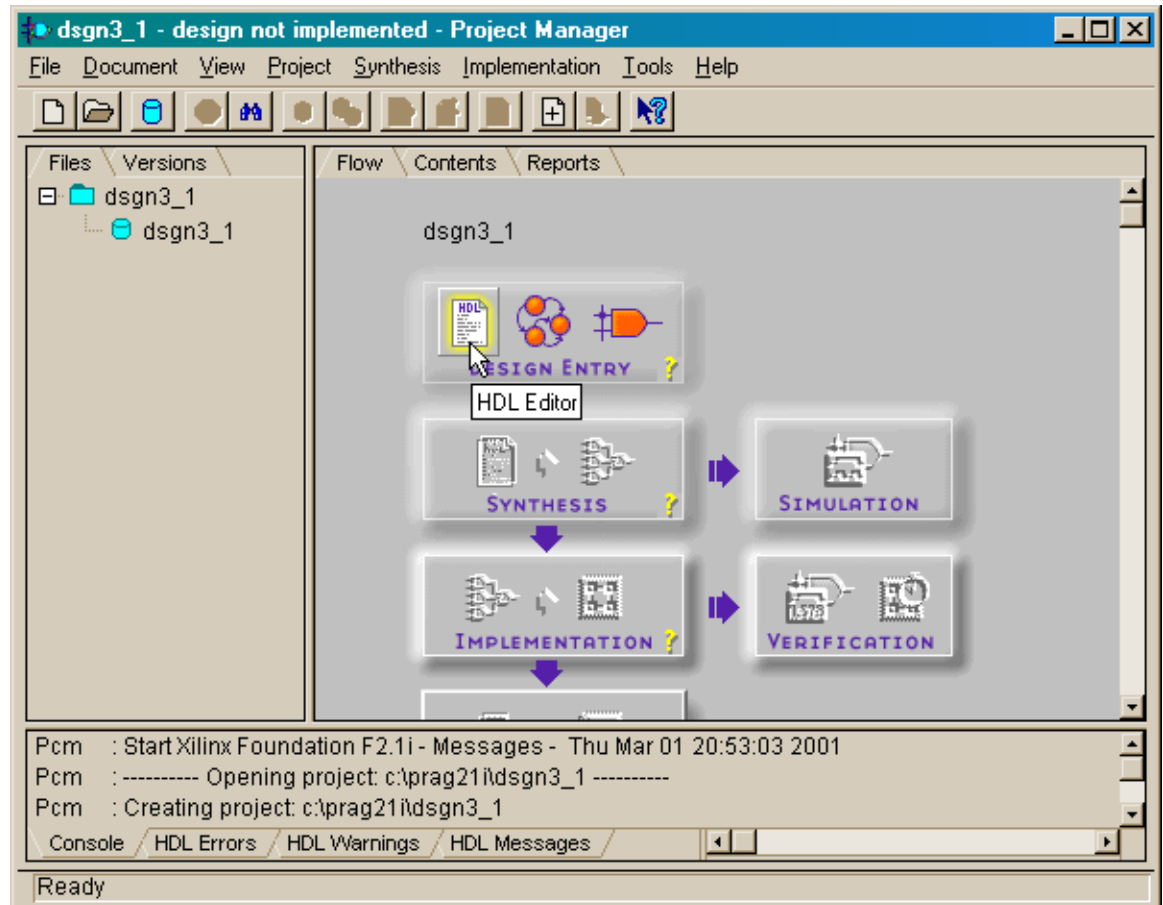 dsgn3_1 - design not implemented - Project Manager
File Document View Project Synthesis Implementation Tools Help
Files Versions
Flow Contents Reports
dsgn3_1
dsgn3_1
dsgn3_1
HDL
DESIGN ENTRY ?
HDL Editor
SYNTHESIS ?
SIMULATION
IMPLEMENTATION ?
VERIFICATION
Pcm : Start Xilinx Foundation F2.1i - Messages - Thu Mar 01 20:53:03 2001
Pcm : ---------- Opening project: c:\prag21i\dsgn3_1 ----------
Pcm : Creating project: c:\prag21i\dsgn3_1
Console HDL Errors HDL Warnings HDL Messages
Ready